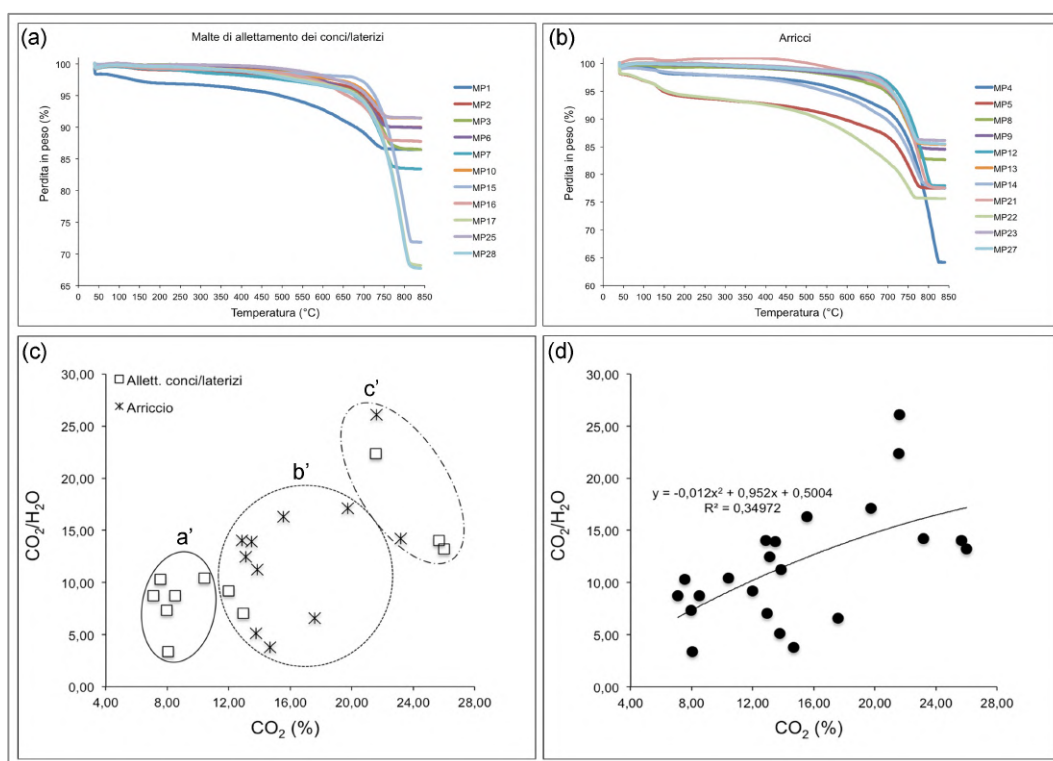 (a)
Malte di allettamento dei conci/laterizi
Perdita in peso (%)
100
95
90
85
80
75
70
65
0 50 100 150 200 250 300 350 400 450 500 550 600 650 700 750 800 850
Temperatura (°C)
MP1
MP2
MP3
MP6
MP7
MP10
MP15
MP16
MP17
MP25
MP28
(b)
Arricci
Perdita in peso (%)
100
95
90
85
80
75
70
65
60
0 50 100 150 200 250 300 350 400 450 500 550 600 650 700 750 800 850
Temperatura (°C)
MP4
MP5
MP8
MP9
MP12
MP13
MP14
MP21
MP22
MP23
MP27
(c)
CO2/H2O
30,00
25,00
20,00
15,00
10,00
5,00
0,00
Allett. conci/laterizi
Arriccio
a’
b’
c’
4,00 8,00 12,00 16,00 20,00 24,00 28,00
CO2 (%)
(d)
CO2/H2O
30,00
25,00
20,00
15,00
10,00
5,00
0,00
y = -0,012x² + 0,952x + 0,5004
R² = 0,34972
4,00 8,00 12,00 16,00 20,00 24,00 28,00
CO2 (%)